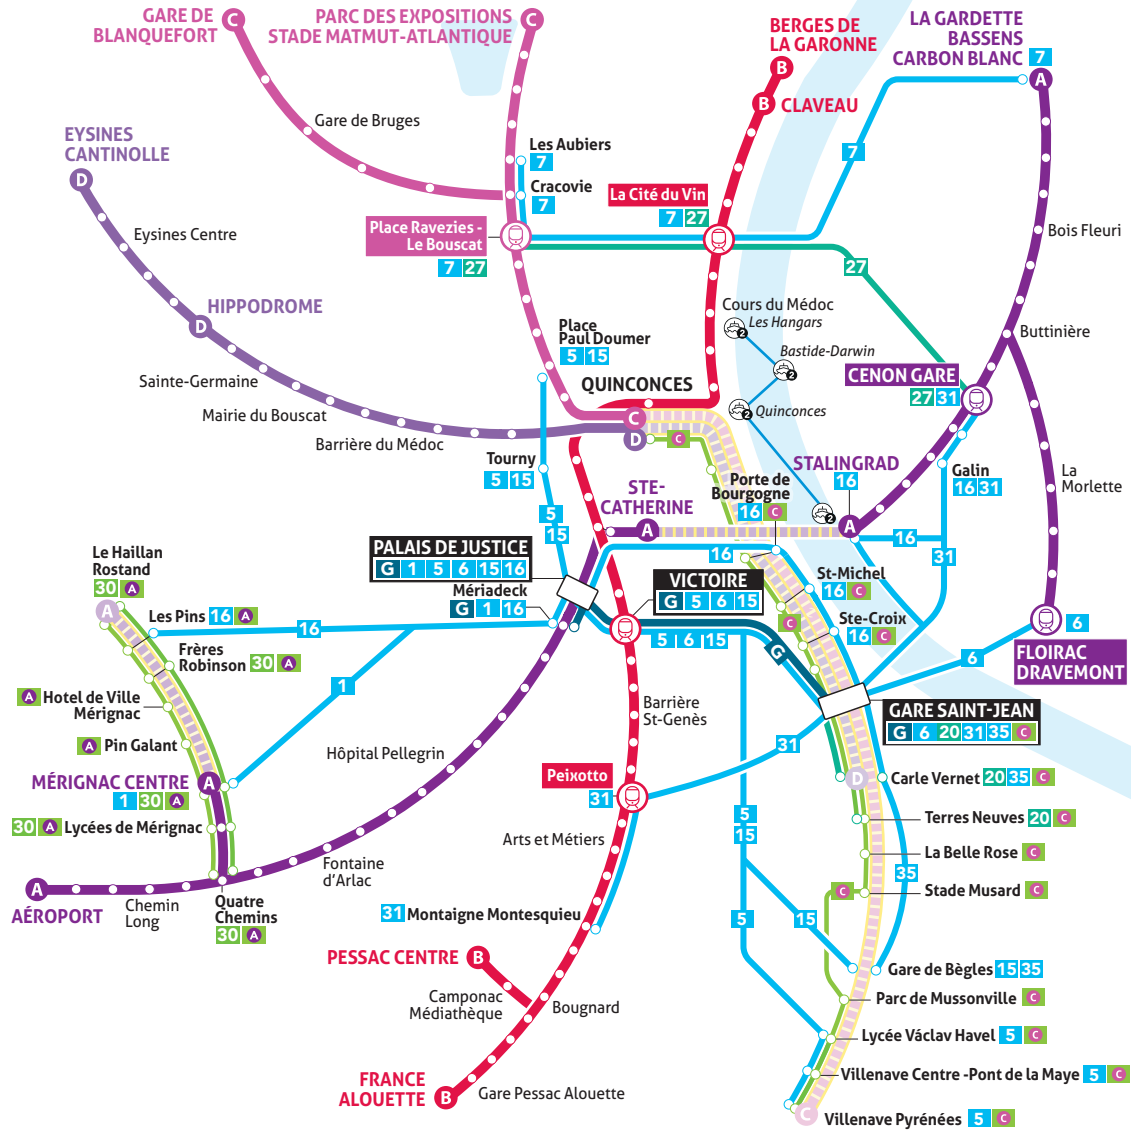 GARE DE
BLANQUEFORT
C
PARC DES EXPOSITIONS
STADE MATMUT-ATLANTIQUE
C
BERGES DE
LA GARONNE
B
LA GARDETTE
BASSENS
CARBON BLANC
7
A
B
CLAVEAU
Gare de Bruges
EYSINES
CANTINOLLE
D
Les Aubiers
7
Cracovie
7
7
La Cité du Vin
7 27
Place Ravezies -
Le Bouscat
7 27
Eysines Centre
Bois Fleuri
27
HIPPODROME
D
Cours du Médoc
Les Hangars
2
Place
Paul Doumer
5 15
Buttinière
Bastide-Darwin
2
Sainte-Germaine
QUINCONCES
CENON GARE
27 31
Mairie du Bouscat
C
Quinconces
2
Barrière du Médoc
D
C
Tourny
5 15
STE-
CATHERINE
A
Porte de
Bourgogne
16 C
STALINGRAD
16
A
2
Galin
16 31
La
Morlette
5
15
16
16
31
PALAIS DE JUSTICE
G 1 5 6 15 16
VICTOIRE
G 5 6 15
Le Haillan
Rostand
30 A
A
Mériadeck
G 1 16
St-Michel
16 C
Les Pins 16 A
16
C
Ste-Croix
16 C
6
Frères
Robinson 30 A
5 6 15
G
6
FLOIRAC
DRAVEMONT
1
A Hotel de Ville
Mérignac
Barrière
St-Genès
GARE SAINT-JEAN
G 6 20 31 35 C
A Pin Galant
Hôpital Pellegrin
31
MÉRIGNAC CENTRE
1 30 A
A
Peixotto
31
D
Carle Vernet 20 35 C
30 A Lycées de Mérignac
5
15
Terres Neuves 20 C
Arts et Métiers
La Belle Rose C
Fontaine
d'Arlac
35
A
AÉROPORT
Chemin
Long
Quatre
Chemins
30 A
C
Stade Musard C
31 Montaigne Montesquieu
5
15
PESSAC CENTRE B
Gare de Bègles 15 35
Camponac
Médiathèque
Bougnard
Parc de Mussonville C
Lycée Václav Havel 5 C
FRANCE
ALOUETTE
B
Gare Pessac Alouette
Villenave Centre -Pont de la Maye 5 C
C
Villenave Pyrénées 5 C